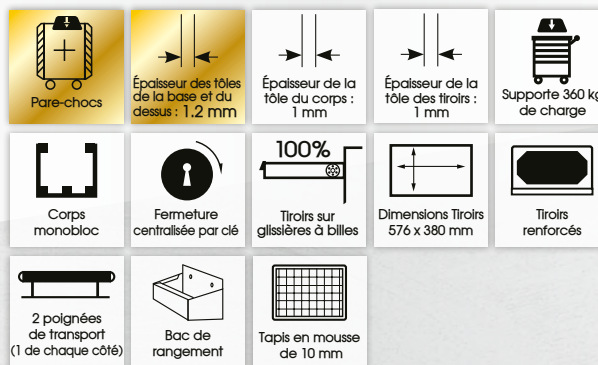 Pare-chocs
Épaisseur des tôles
de la base et du
dessus : 1.2 mm
Épaisseur de la
tôle du corps :
1 mm
Épaisseur de la
tôle des tiroirs :
1 mm
Supporte 360 kg
de charge
Corps
monobloc
Fermeture
centralisée par clé
100%
Tiroirs sur
glissières à billes
Dimensions Tiroirs
576 x 380 mm
Tiroirs
renforcés
2 poignées
de transport
(1 de chaque côté)
Bac de
rangement
Tapis en mousse
de 10 mm